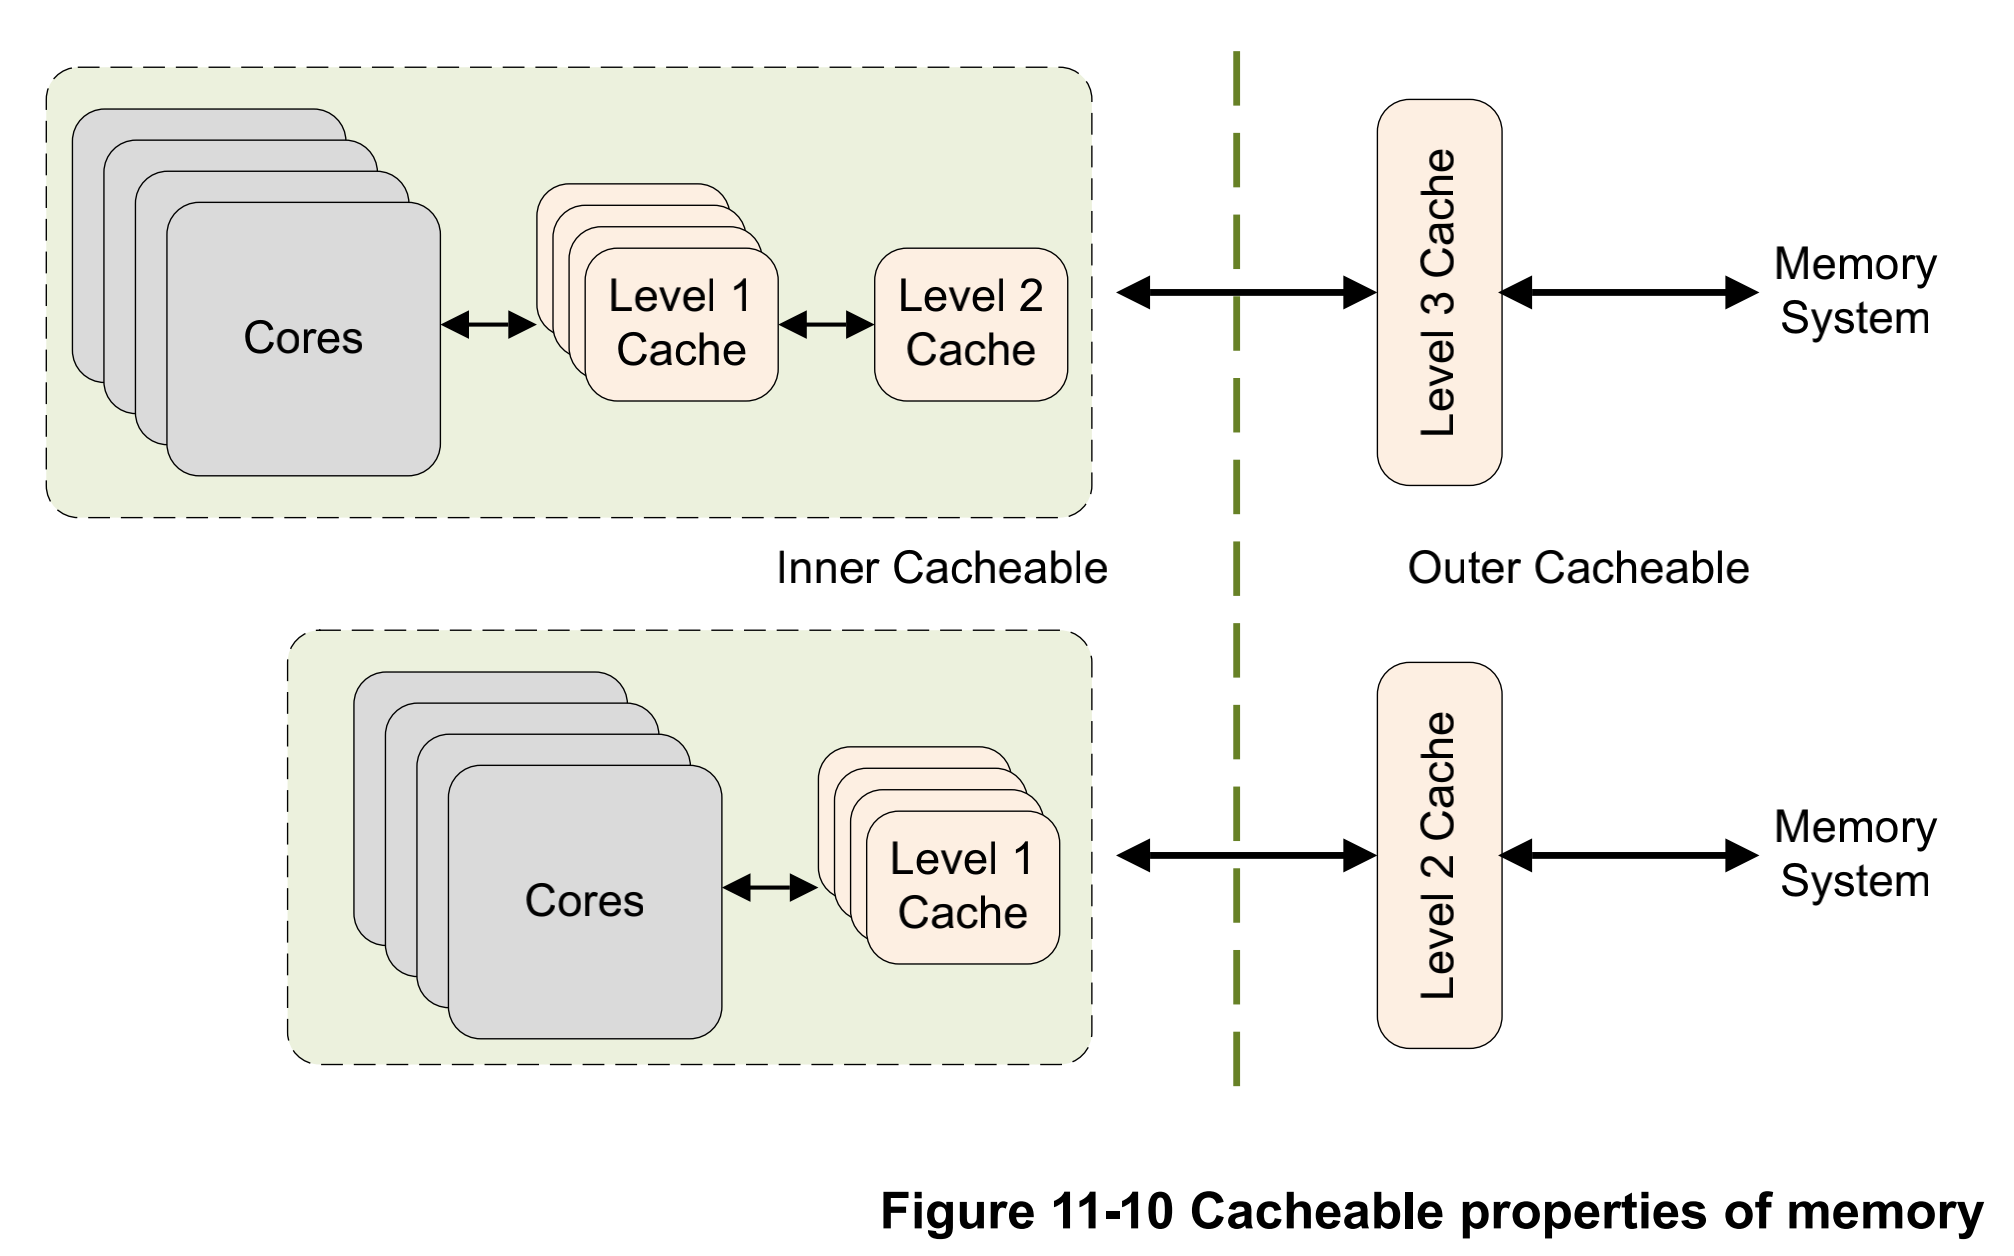 Cores
Level 1
Cache
Level 2
Cache
Level 3 Cache
Memory
System
Inner Cacheable
Outer Cacheable
Cores
Level 1
Cache
Level 2 Cache
Memory
System
Figure 11-10 Cacheable properties of memory